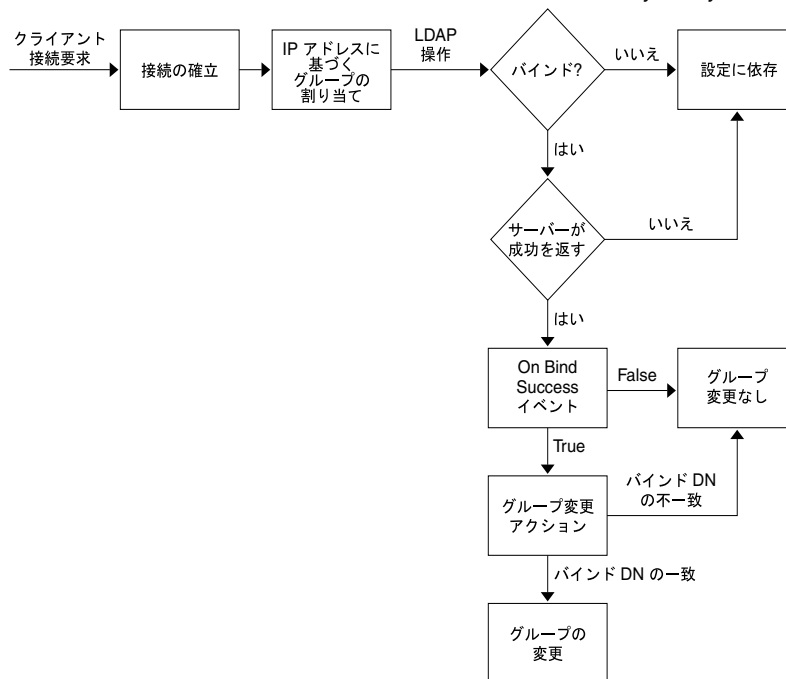 クライアント
接続要求
接続の確立
IP アドレスに
基づく
グループの
割り当て
LDAP
操作
バインド?
いいえ
設定に依存
はい
サーバーが
成功を返す
いいえ
はい
On Bind
Success
イベント
False
グループ
変更なし
True
グループ変更
アクション
バインド DN
の不一致
バインド DN の一致
グループの
変更